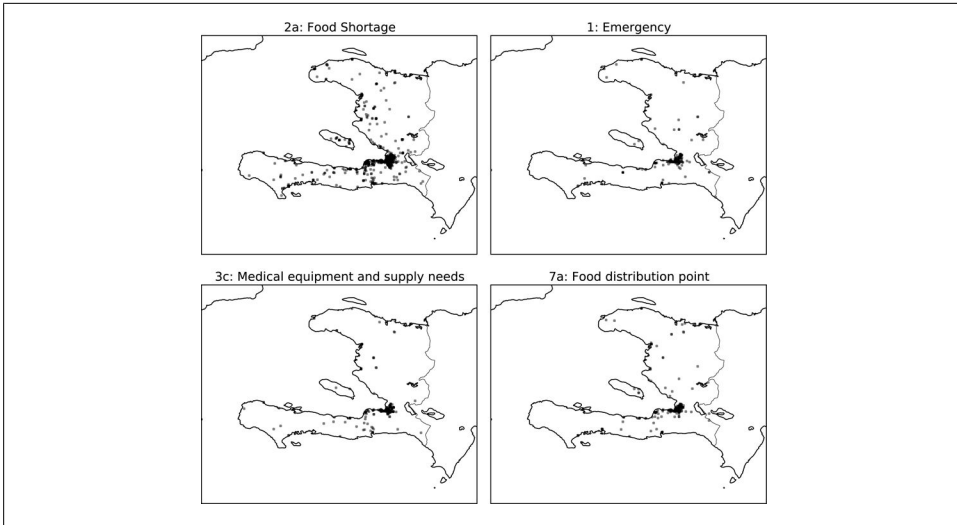 2a: Food Shortage
1: Emergency
3c: Medical equipment and supply needs
7a: Food distribution point